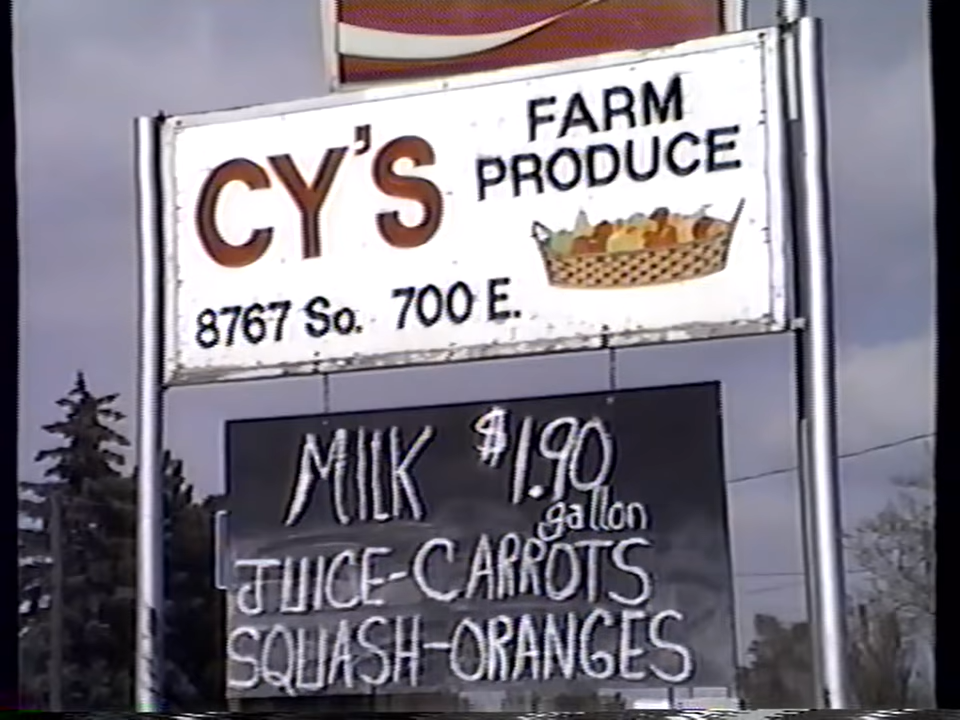 CY'S
FARM
PRODUCE
8767 So. 700 E.
MILK $1.90
gallon
JUICE-CARROTS
SQUASH-ORANGES